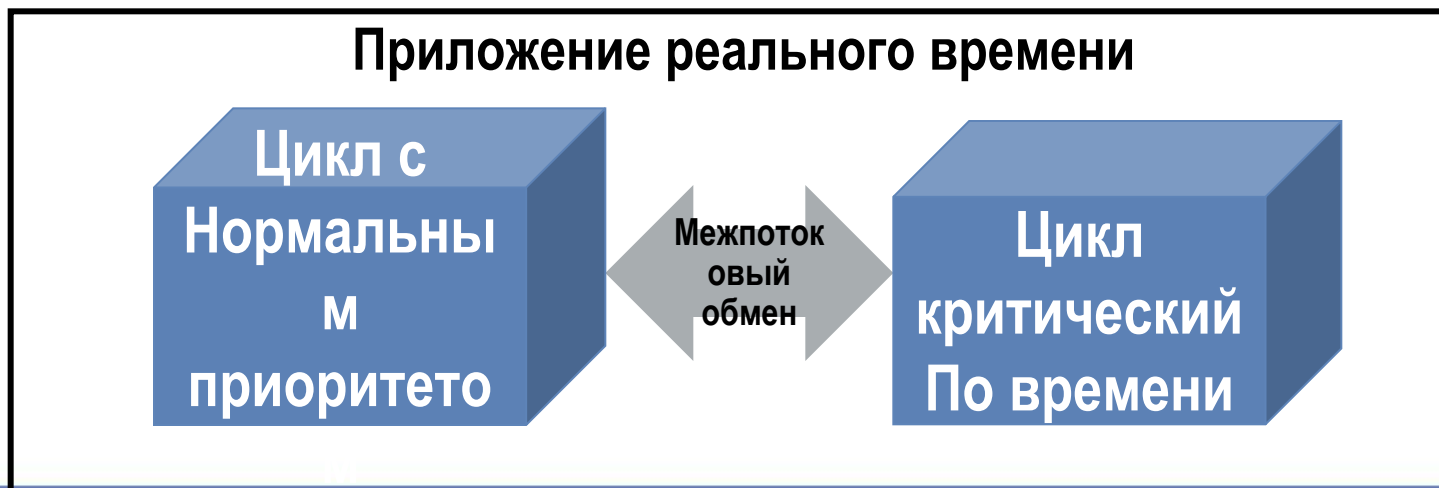 Приложение реального времени
Цикл с
Нормальны
м
приоритето
Межпоток
овый
обмен
Цикл
критический
По времени